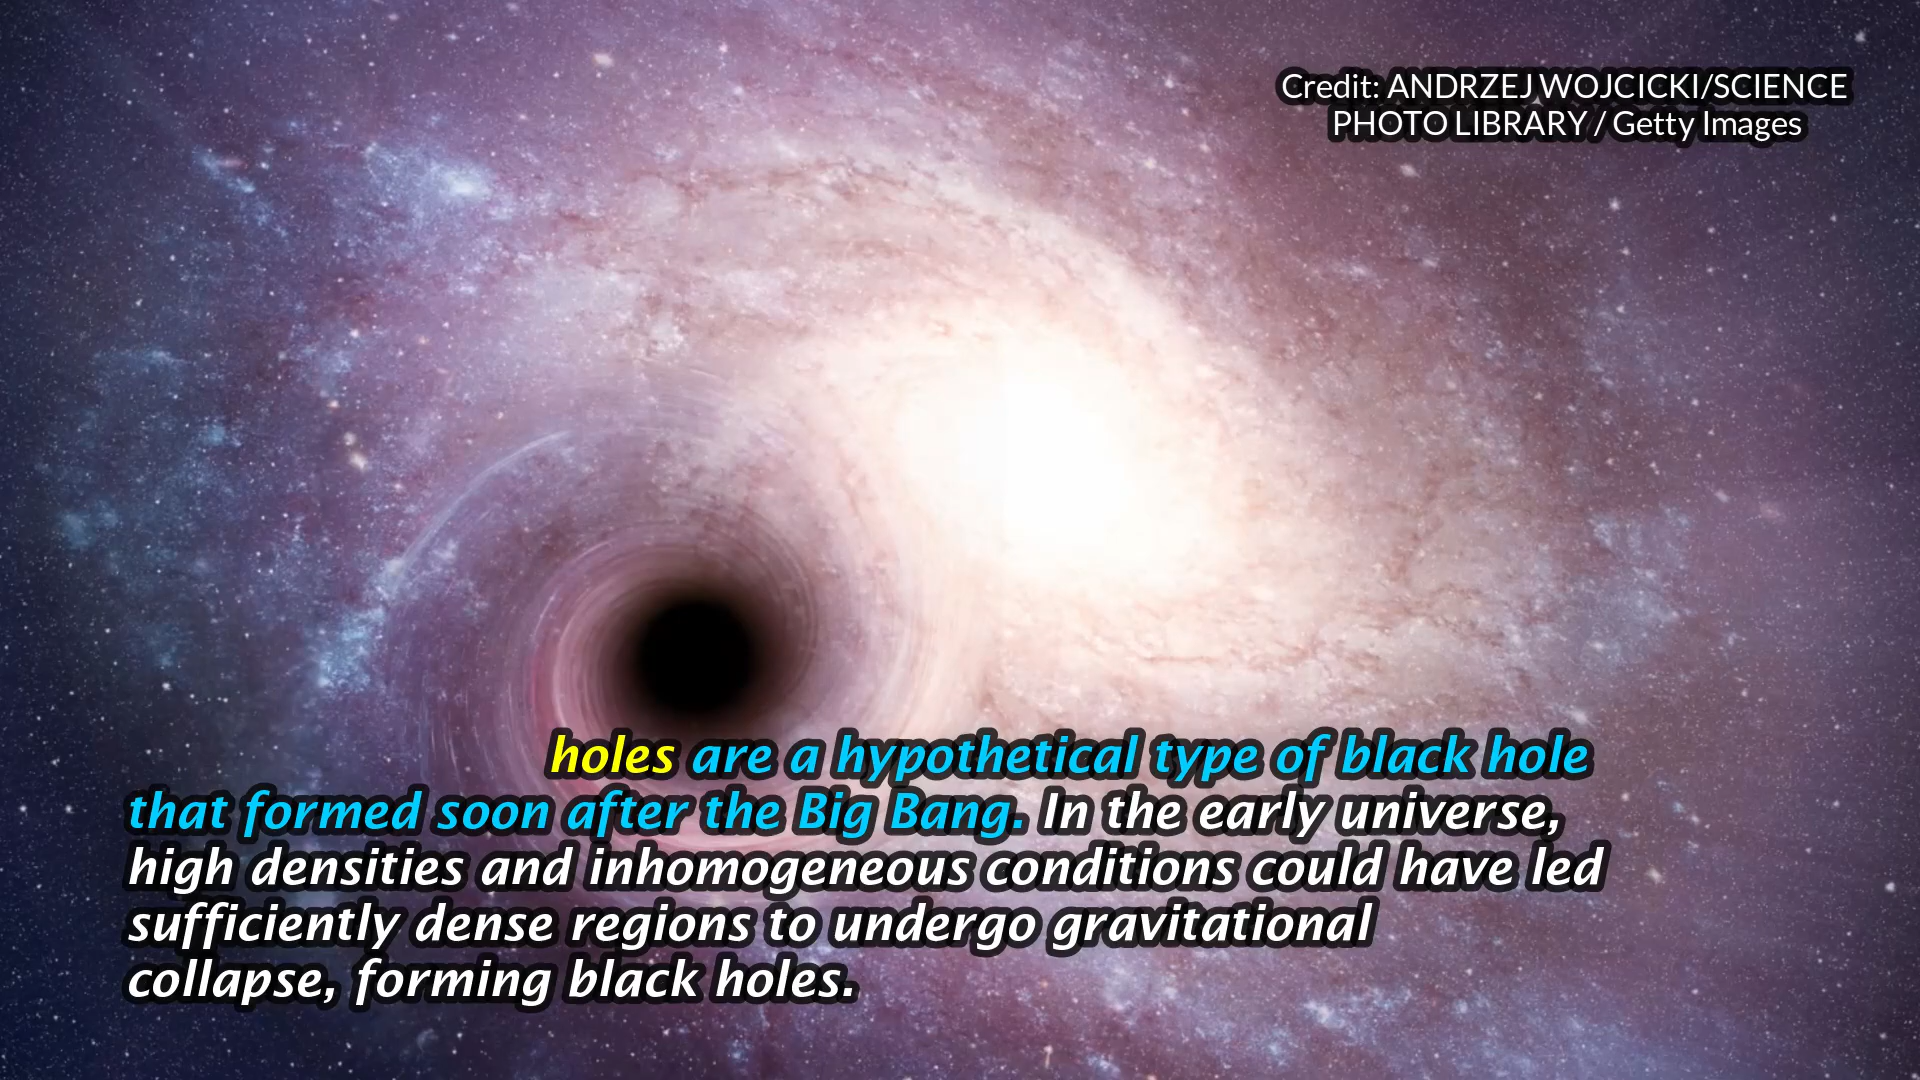 Credit: ANDRZEJ WOJCICKI/SCIENCE
PHOTO LIBRARY / Getty Images
holes are a hypothetical type of black hole
that formed soon after the Big Bang. In the early universe,
high densities and inhomogeneous conditions could have led
sufficiently dense regions to undergo gravitational
collapse, forming black holes.